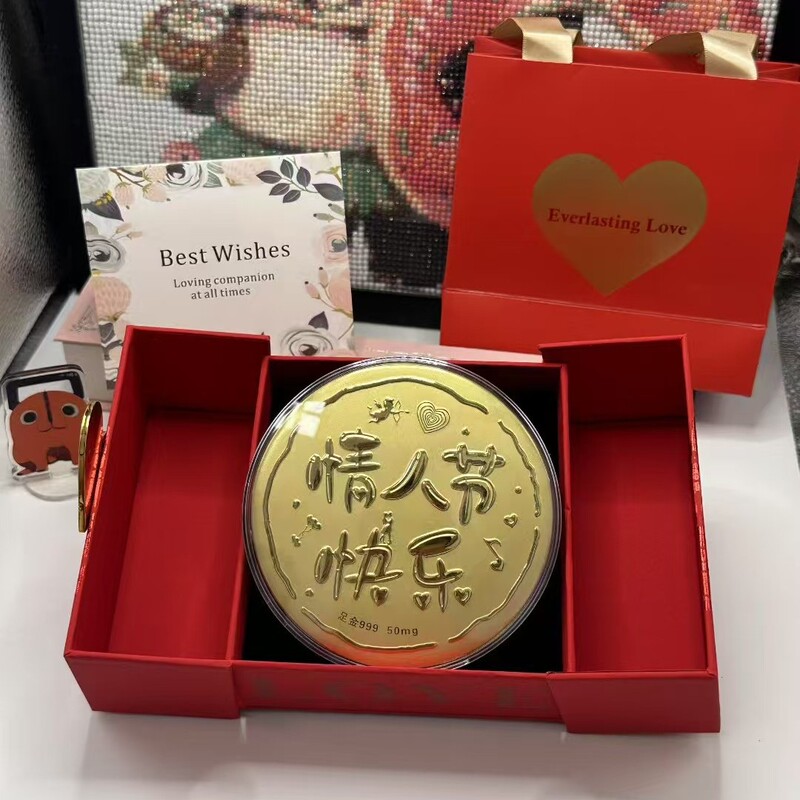 Best Wishes
Loving companion
at all times
Everlasting Love
情人节
快乐
足金999 50mg